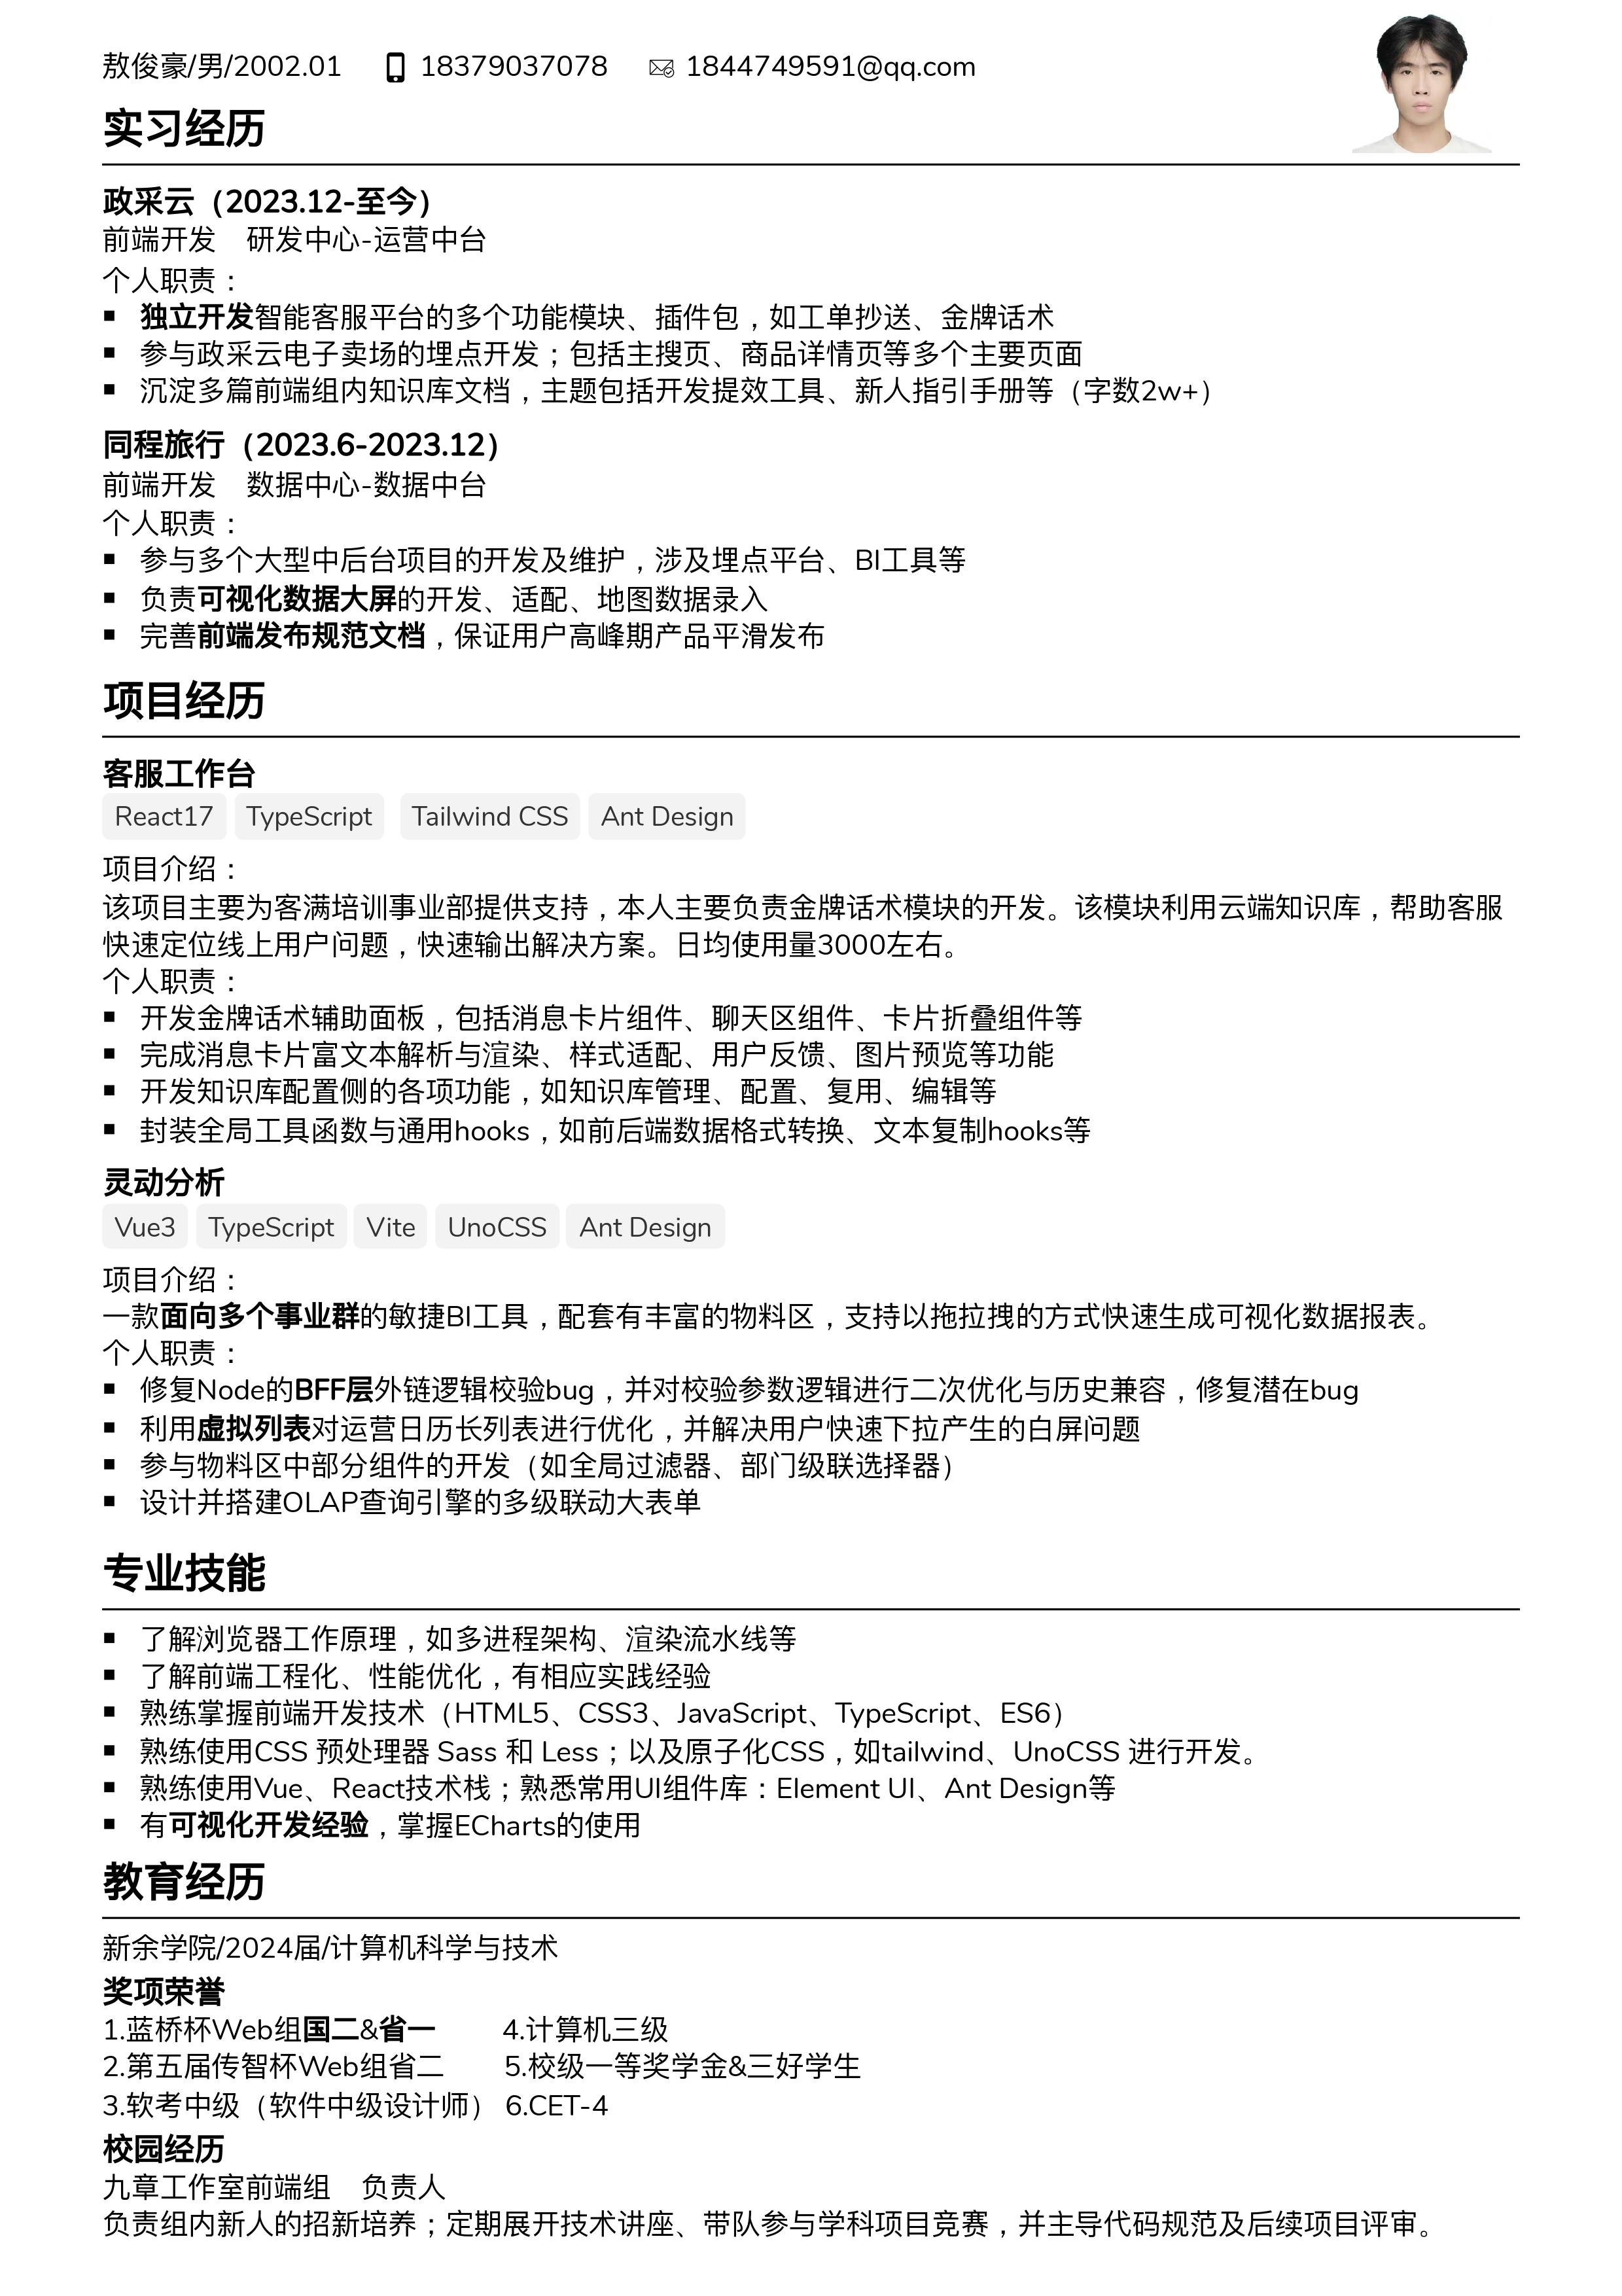 敖俊豪/男/2002.01 18379037078 1844749591@qq.com
实习经历
政采云（2023.12-至今）
前端开发 研发中心-运营中台
个人职责：
▪ 独立开发智能客服平台的多个功能模块、插件包，如工单抄送、金牌话术
▪ 参与政采云电子卖场的埋点开发；包括主搜页、商品详情页等多个主要页面
▪ 沉淀多篇前端组内知识库文档，主题包括开发提效工具、新人指引手册等（字数2w+）
同程旅行（2023.6-2023.12）
前端开发 数据中心-数据中台
个人职责：
▪ 参与多个大型中后台项目的开发及维护，涉及埋点平台、BI工具等
▪ 负责可视化数据大屏的开发、适配、地图数据录入
▪ 完善前端发布规范文档，保证用户高峰期产品平滑发布
项目经历
客服工作台
React17 TypeScript Tailwind CSS Ant Design
项目介绍：
该项目主要为客满培训事业部提供支持，本人主要负责金牌话术模块的开发。该模块利用云端知识库，帮助客服
快速定位线上用户问题，快速输出解决方案。日均使用量3000左右。
个人职责：
▪ 开发金牌话术辅助面板，包括消息卡片组件、聊天区组件、卡片折叠组件等
▪ 完成消息卡片富文本解析与渲染、样式适配、用户反馈、图片预览等功能
▪ 开发知识库配置侧的各项功能，如知识库管理、配置、复用、编辑等
▪ 封装全局工具函数与通用hooks，如前后端数据格式转换、文本复制hooks等
灵动分析
Vue3 TypeScript Vite UnoCSS Ant Design
项目介绍：
一款面向多个事业群的敏捷BI工具，配套有丰富的物料区，支持以拖拉拽的方式快速生成可视化数据报表。
个人职责：
▪ 修复Node的BFF层外链逻辑校验bug，并对校验参数逻辑进行二次优化与历史兼容，修复潜在bug
▪ 利用虚拟列表对运营日历长列表进行优化，并解决用户快速下拉产生的白屏问题
▪ 参与物料区中部分组件的开发（如全局过滤器、部门级联选择器）
▪ 设计并搭建OLAP查询引擎的多级联动大表单
专业技能
▪ 了解浏览器工作原理，如多进程架构、渲染流水线等
▪ 了解前端工程化、性能优化，有相应实践经验
▪ 熟练掌握前端开发技术（HTML5、CSS3、JavaScript、TypeScript、ES6）
▪ 熟练使用CSS 预处理器 Sass 和 Less；以及原子化CSS，如tailwind、UnoCSS 进行开发。
▪ 熟练使用Vue、React技术栈；熟悉常用UI组件库：Element UI、Ant Design等
▪ 有可视化开发经验，掌握ECharts的使用
教育经历
新余学院/2024届/计算机科学与技术
奖项荣誉
1.蓝桥杯Web组国二&省一 4.计算机三级
2.第五届传智杯Web组省二 5.校级一等奖学金&三好学生
3.软考中级（软件中级设计师） 6.CET-4
校园经历
九章工作室前端组 负责人
负责组内新人的招新培养；定期展开技术讲座、带队参与学科项目竞赛，并主导代码规范及后续项目评审。